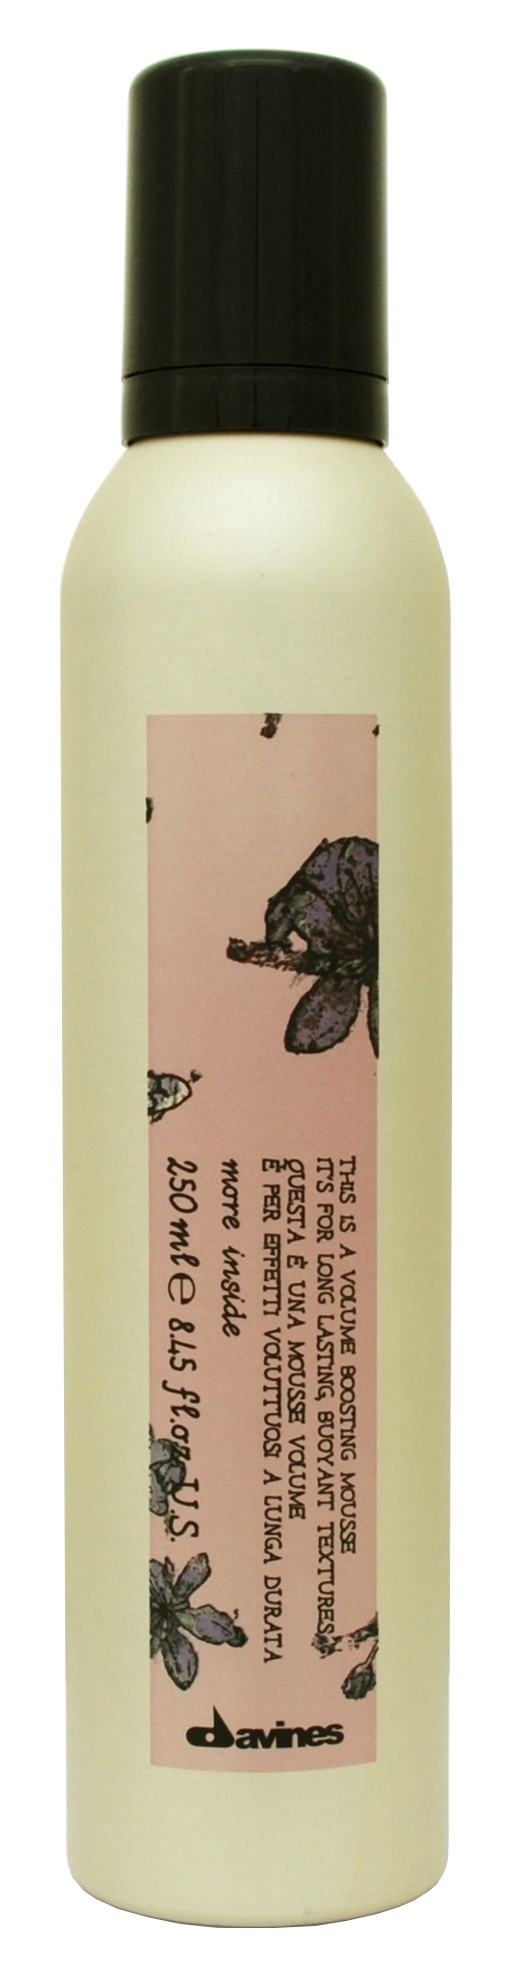 THIS IS A VOLUME BOOSTING MOUSSE
IT'S FOR LONG LASTING, BUOYANT TEXTURES
QUESTA È UNA MOUSSE VOLUME
È PER EFFETTI VOLUTTUOSI A LUNGA DURATA
more inside
250 ml e 8.45 fl.oz. U.S.
davines